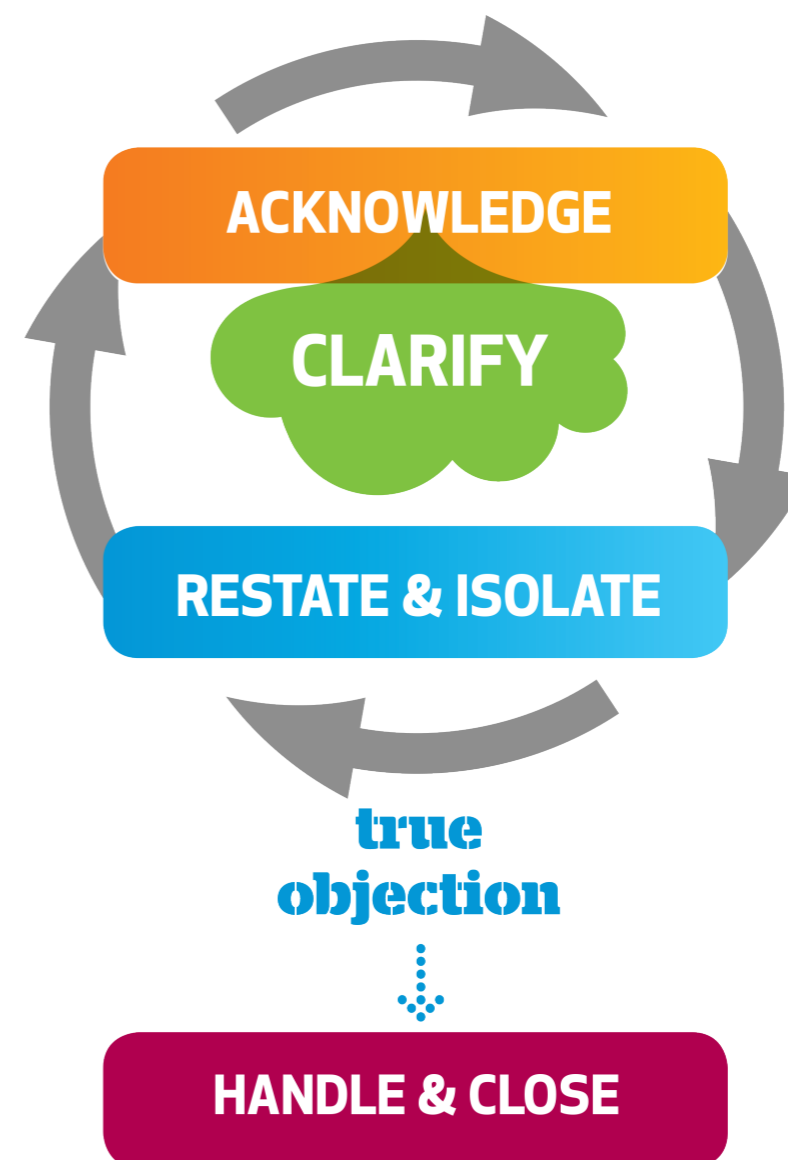 ACKNOWLEDGE
CLARIFY
RESTATE & ISOLATE
true
objection
HANDLE & CLOSE